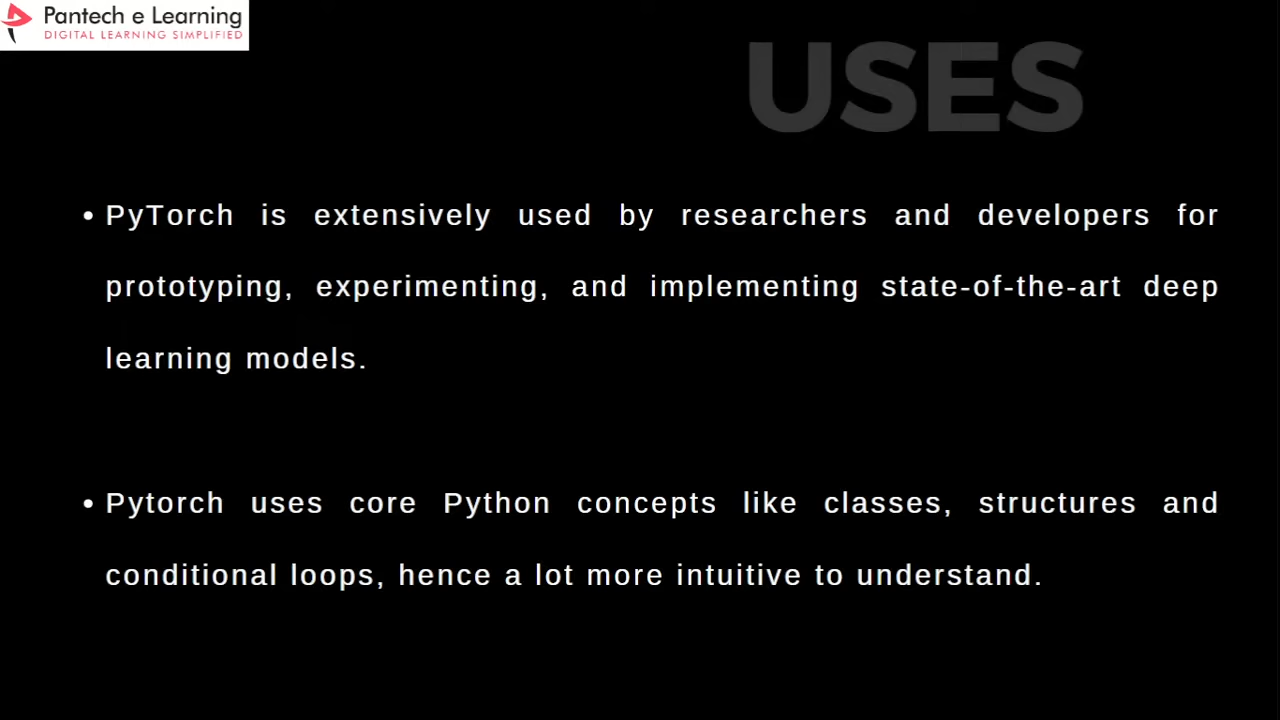 Pantech e Learning
DIGITAL LEARNING SIMPLIFIED
USES
• PyTorch is extensively used by researchers and developers for
prototyping, experimenting, and implementing state-of-the-art deep
learning models.
• Pytorch uses core Python concepts like classes, structures and
conditional loops, hence a lot more intuitive to understand.